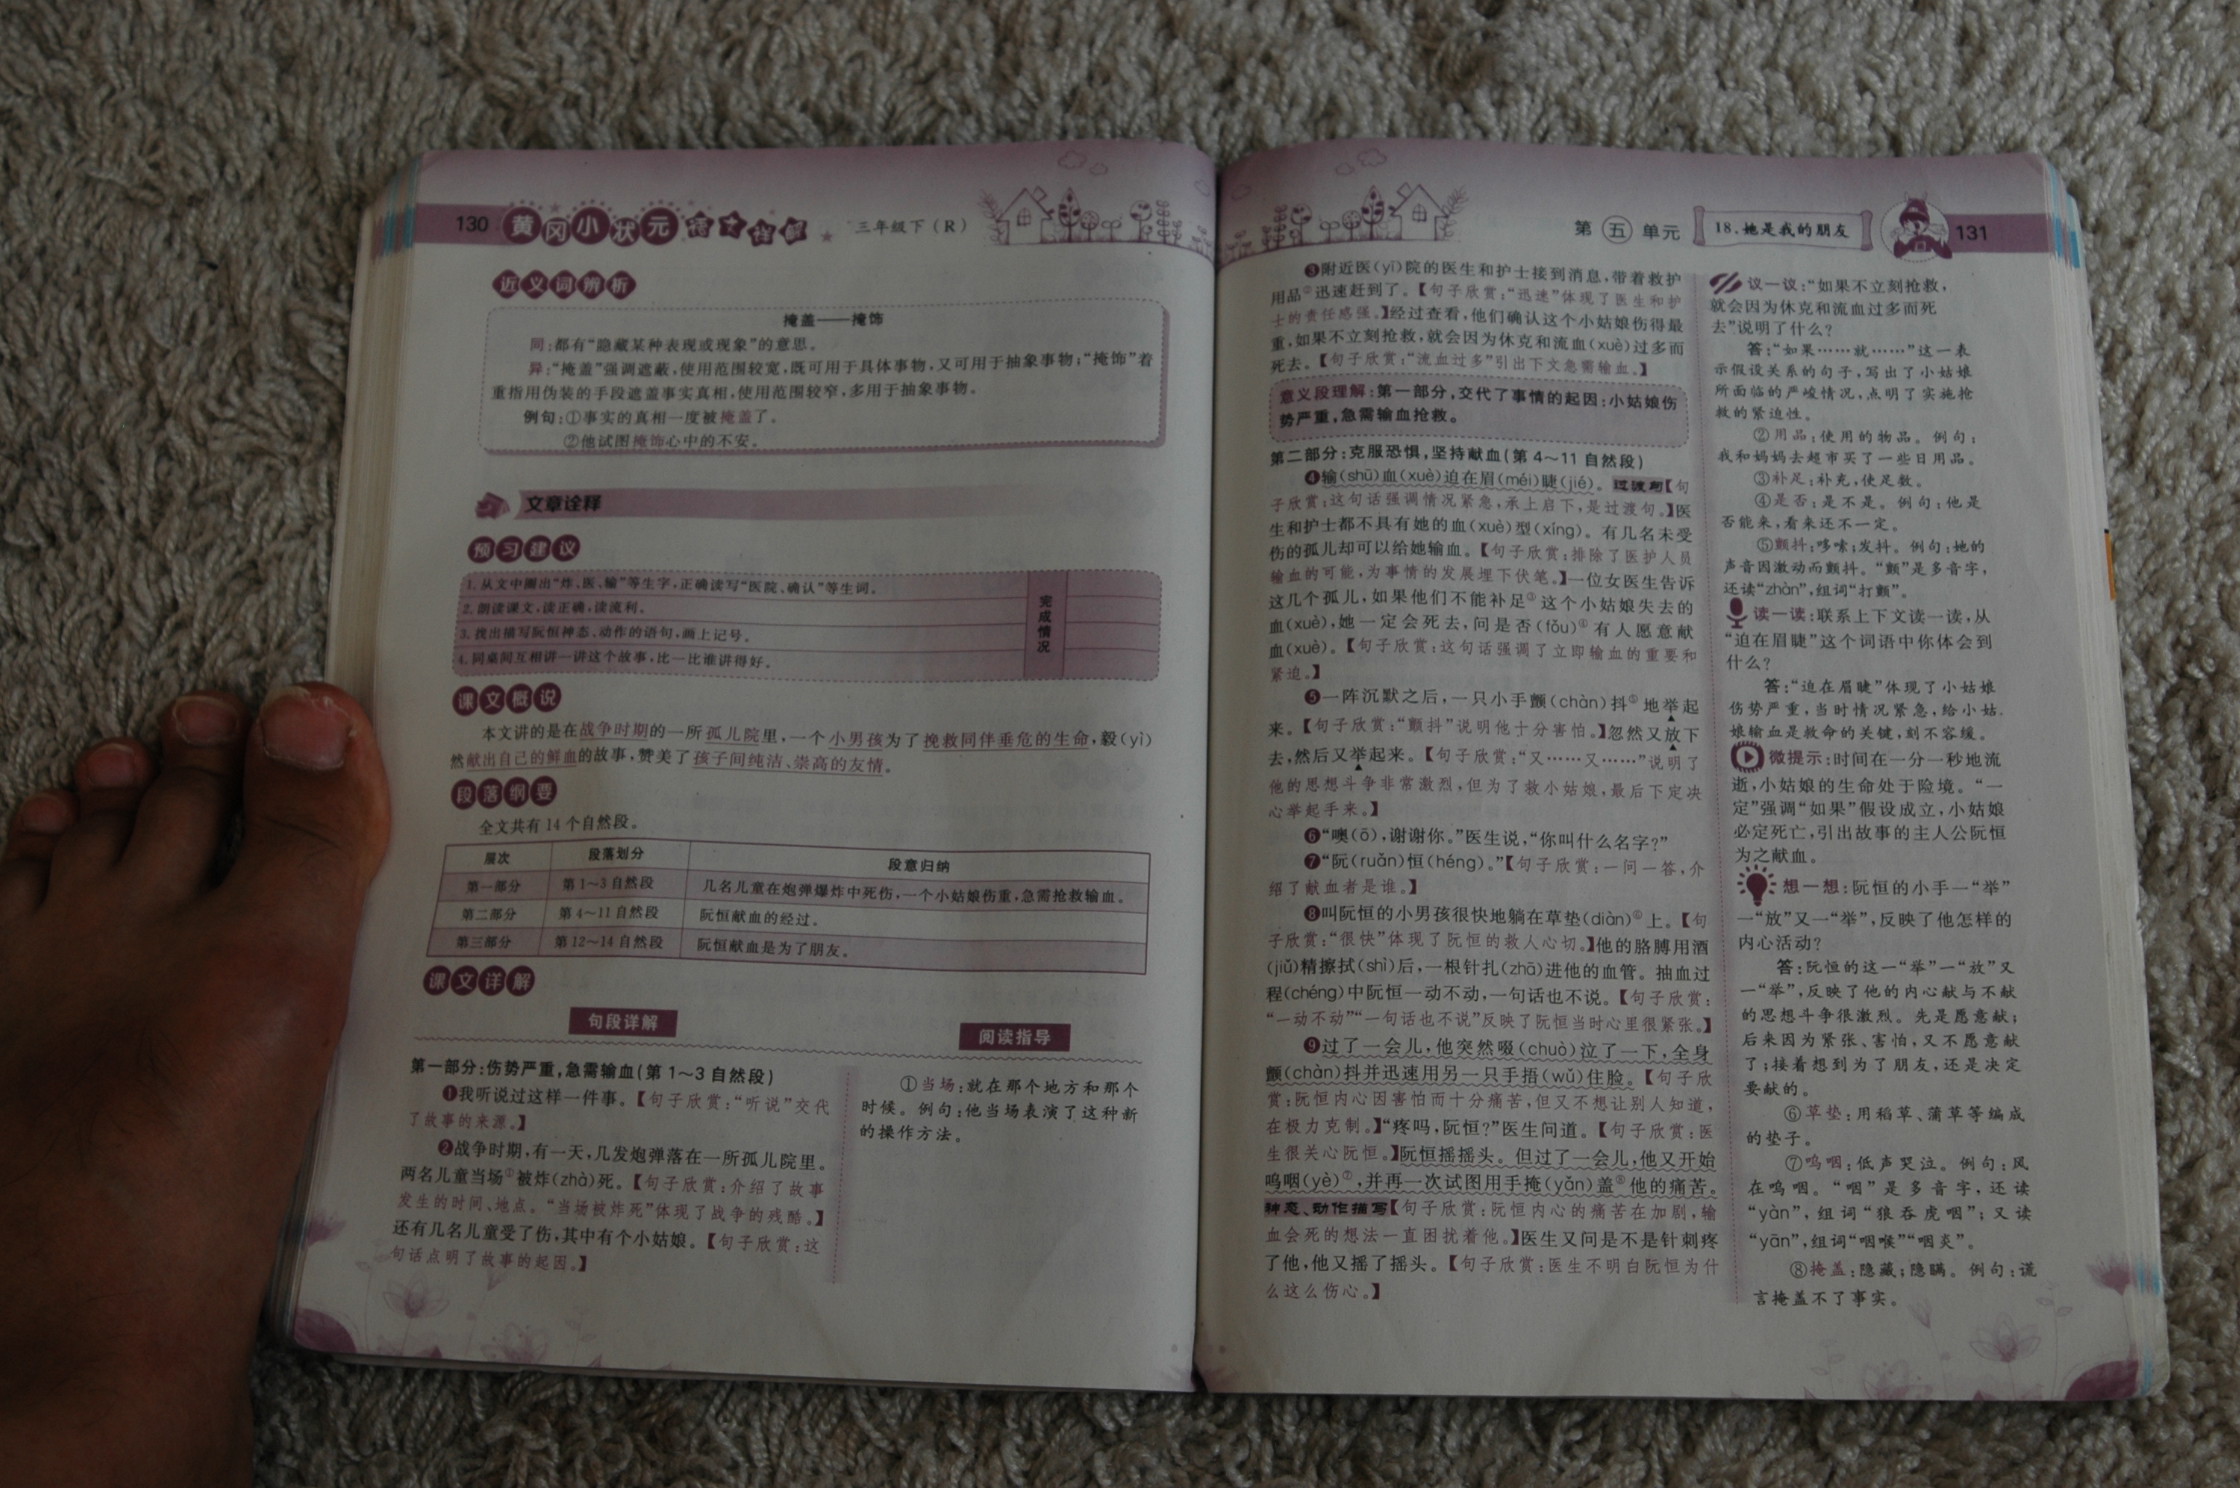 130 黄冈小状元 三年级下(R)
近义词辨析
掩盖——掩饰
同:都有“隐藏某种表现或现象”的意思。
异:“掩盖”强调遮蔽,使用范围较宽,既可用于具体事物,又可用于抽象事物;“掩饰”着
重指用伪装的手段遮盖事实真相,使用范围较窄,多用于抽象事物。
例句:①事实的真相一度被掩盖了。
②他试图掩饰心中的不安。
文章诠释
预习建议
1.从文中圈出“炸、医、输”等生字,正确读写“医院、确认”等生词。
2.朗读课文,读正确,读流利。
3.找出描写阮恒神态、动作的语句,画上记号。
4.同桌间互相讲一讲这个故事,比一比谁讲得好。
完成情况
课文概说
本文讲的是在战争时期的一所孤儿院里,一个小男孩为了挽救同伴垂危的生命,毅(yì)
然献出自己的鲜血的故事,赞美了孩子间纯洁、崇高的友情。
段落纲要
全文共有14个自然段。
层次 段落划分 段意归纳
第一部分 第1~3自然段 几名儿童在炮弹爆炸中死伤,一个小姑娘伤重,急需抢救输血。
第二部分 第4~11自然段 阮恒献血的经过。
第三部分 第12~14自然段 阮恒献血是为了朋友。
课文详解
句段详解
阅读指导
第一部分:伤势严重,急需输血(第1~3自然段)
❶我听说过这样一件事。【句子欣赏:“听说”交代
了故事的来源。】
❷战争时期,有一天,几发炮弹落在一所孤儿院里。
两名儿童当场①被炸(zhà)死。【句子欣赏:介绍了故事
发生的时间、地点。“当场被炸死”体现了战争的残酷。】
还有几名儿童受了伤,其中有个小姑娘。【句子欣赏:这
句话点明了故事的起因。】
①当场:就在那个地方和那个
时候。例句:他当场表演了这种新
的操作方法。
第五单元 18.她是我的朋友 131
❸附近医(yī)院的医生和护士接到消息,带着救护
用品②迅速赶到了。【句子欣赏:“迅速”体现了医生和护
士的责任感强。】经过查看,他们确认这个小姑娘伤得最
重,如果不立刻抢救,就会因为休克和流血(xuè)过多而
死去。【句子欣赏:“流血过多”引出下文急需输血。】
意义段理解:第一部分,交代了事情的起因:小姑娘伤
势严重,急需输血抢救。
第二部分:克服恐惧,坚持献血(第4~11自然段)
❹输(shū)血(xuè)迫在眉(méi)睫(jié)。过渡句【句
子欣赏:这句话强调情况紧急;承上启下,是过渡句。】医
生和护士都不具有她的血(xuè)型(xíng)。有几名未受
伤的孤儿却可以给她输血。【句子欣赏:排除了医护人员
输血的可能,为事情的发展埋下伏笔。】一位女医生告诉
这几个孤儿,如果他们不能补足③这个小姑娘失去的
血(xuè),她一定会死去,问是否(fǒu)④有人愿意献
血(xuè)。【句子欣赏:这句话强调了立即输血的重要和
紧迫。】
❺一阵沉默之后,一只小手颤(chàn)抖⑤地举起
来。【句子欣赏:“颤抖”说明他十分害怕。】忽然又放下
去,然后又举起来。【句子欣赏:“又……又……”说明了
他的思想斗争非常激烈,但为了救小姑娘,最后下定决
心举起手来。】
❻“噢(ō),谢谢你。”医生说,“你叫什么名字?”
❼“阮(ruǎn)恒(héng)。”【句子欣赏:一问一答,介
绍了献血者是谁。】
❽叫阮恒的小男孩很快地躺在草垫(diàn)⑥上。【句
子欣赏:“很快”体现了阮恒的救人心切。】他的胳膊用酒
(jiǔ)精擦拭(shì)后,一根针扎(zhā)进他的血管。抽血过
程(chéng)中阮恒一动不动,一句话也不说。【句子欣赏:
“一动不动”“一句话也不说”反映了阮恒当时心里很紧张。】
❾过了一会儿,他突然啜(chuò)泣了一下,全身
颤(chàn)抖并迅速用另一只手捂(wǔ)住脸。【句子欣
赏:阮恒内心因害怕而十分痛苦,但又不想让别人知道,
在极力克制。】“疼吗,阮恒?”医生问道。【句子欣赏:医
生很关心阮恒。】阮恒摇摇头。但过了一会儿,他又开始
呜咽(yè)⑦,并再一次试图用手掩(yǎn)盖⑧他的痛苦。
神态、动作描写【句子欣赏:阮恒内心的痛苦在加剧,输
血会死的想法一直困扰着他。】医生又问是不是针刺疼
了他,他又摇了摇头。【句子欣赏:医生不明白阮恒为什
么这么伤心。】
议一议:“如果不立刻抢救,
就会因为休克和流血过多而死
去”说明了什么?
答:“如果……就……”这一表
示假设关系的句子,写出了小姑娘
所面临的严峻情况,点明了实施抢
救的紧迫性。
②用品:使用的物品。例句:
我和妈妈去超市买了一些日用品。
③补足:补充,使足数。
④是否:是不是。例句:他是
否能来,看来还不一定。
⑤颤抖:哆嗦;发抖。例句:她的
声音因激动而颤抖。“颤”是多音字,
还读“zhàn”,组词“打颤”。
读一读:联系上下文读一读,从
“迫在眉睫”这个词语中你体会到
什么?
答:“迫在眉睫”体现了小姑娘
伤势严重,当时情况紧急,给小姑
娘输血是救命的关键,刻不容缓。
微提示:时间在一分一秒地流
逝,小姑娘的生命处于险境。“一
定”强调“如果”假设成立,小姑娘
必定死亡,引出故事的主人公阮恒
为之献血。
想一想:阮恒的小手一“举”
一“放”又一“举”,反映了他怎样的
内心活动?
答:阮恒的这一“举”一“放”又
一“举”,反映了他的内心献与不献
的思想斗争很激烈。先是愿意献;
后来因为紧张、害怕,又不愿意献
了;接着想到为了朋友,还是决定
要献的。
⑥草垫:用稻草、蒲草等编成
的垫子。
⑦呜咽:低声哭泣。例句:风
在呜咽。“咽”是多音字,还读
“yàn”,组词“狼吞虎咽”;又读
“yān”,组词“咽喉”“咽炎”。
⑧掩盖:隐藏;隐瞒。例句:谎
言掩盖不了事实。